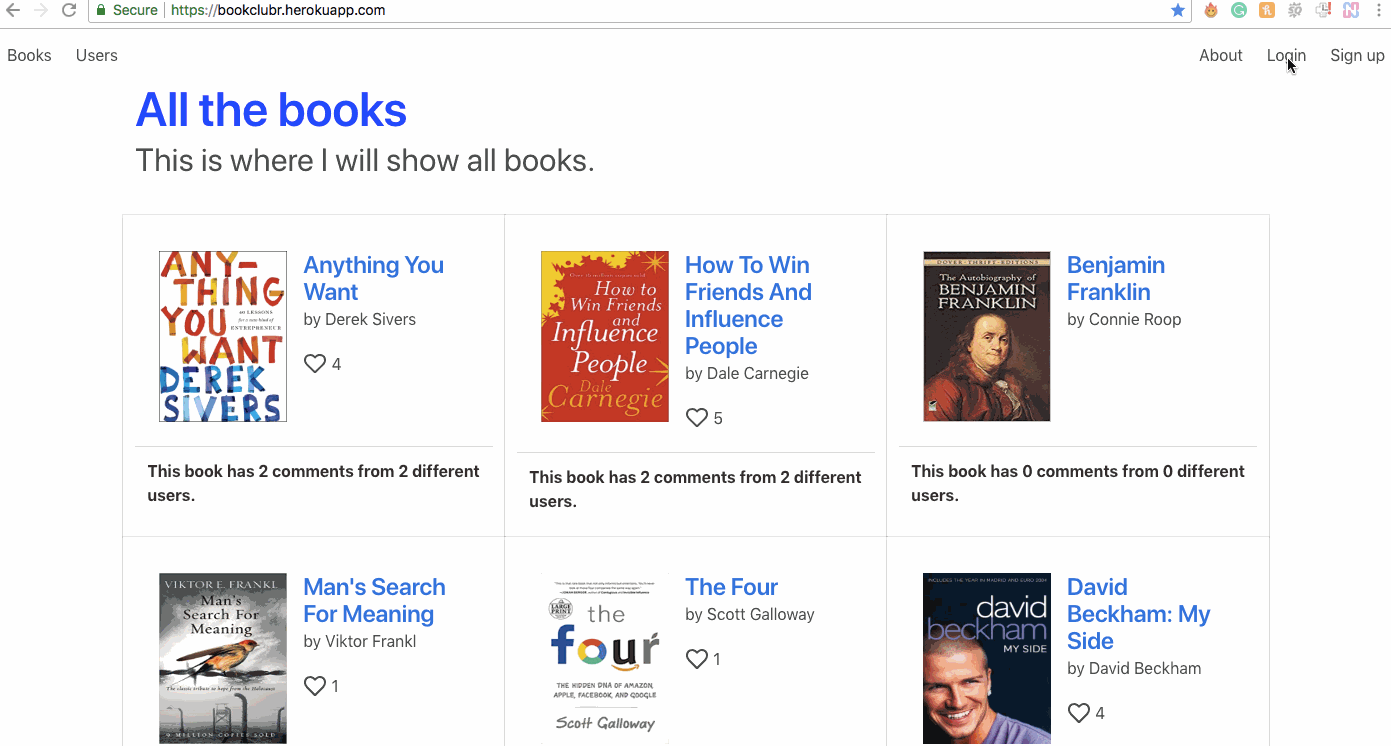 Secure https://bookclubr.herokuapp.com
Books Users About Login Sign up
All the books
This is where I will show all books.
ANY-
THING
YOU
40 LESSONS
for a new kind of
ENTREPRENEUR
WANT
DEREK
SIVERS
Anything You
Want
by Derek Sivers
4
This book has 2 comments from 2 different
users.
How to
Win Friends
and
Influence
People
Dale
Carnegie
How To Win
Friends And
Influence
People
by Dale Carnegie
5
This book has 2 comments from 2 different
users.
DOVER·THRIFT·EDITIONS
The Autobiography of
BENJAMIN
FRANKLIN
Benjamin
Franklin
by Connie Roop
This book has 0 comments from 0 different
users.
VIKTOR E. FRANKL
Man's
Search For
Meaning
The classic tribute to hope from the Holocaust
Man's Search
For Meaning
by Viktor Frankl
1
LARGE
PRINT
the
four
THE HIDDEN DNA OF AMAZON,
APPLE, FACEBOOK, AND GOOGLE
Scott Galloway
The Four
by Scott Galloway
1
INCLUDES THE YEAR IN MADRID AND EURO 2004
david
beckham
MY SIDE
David
Beckham: My
Side
by David Beckham
4